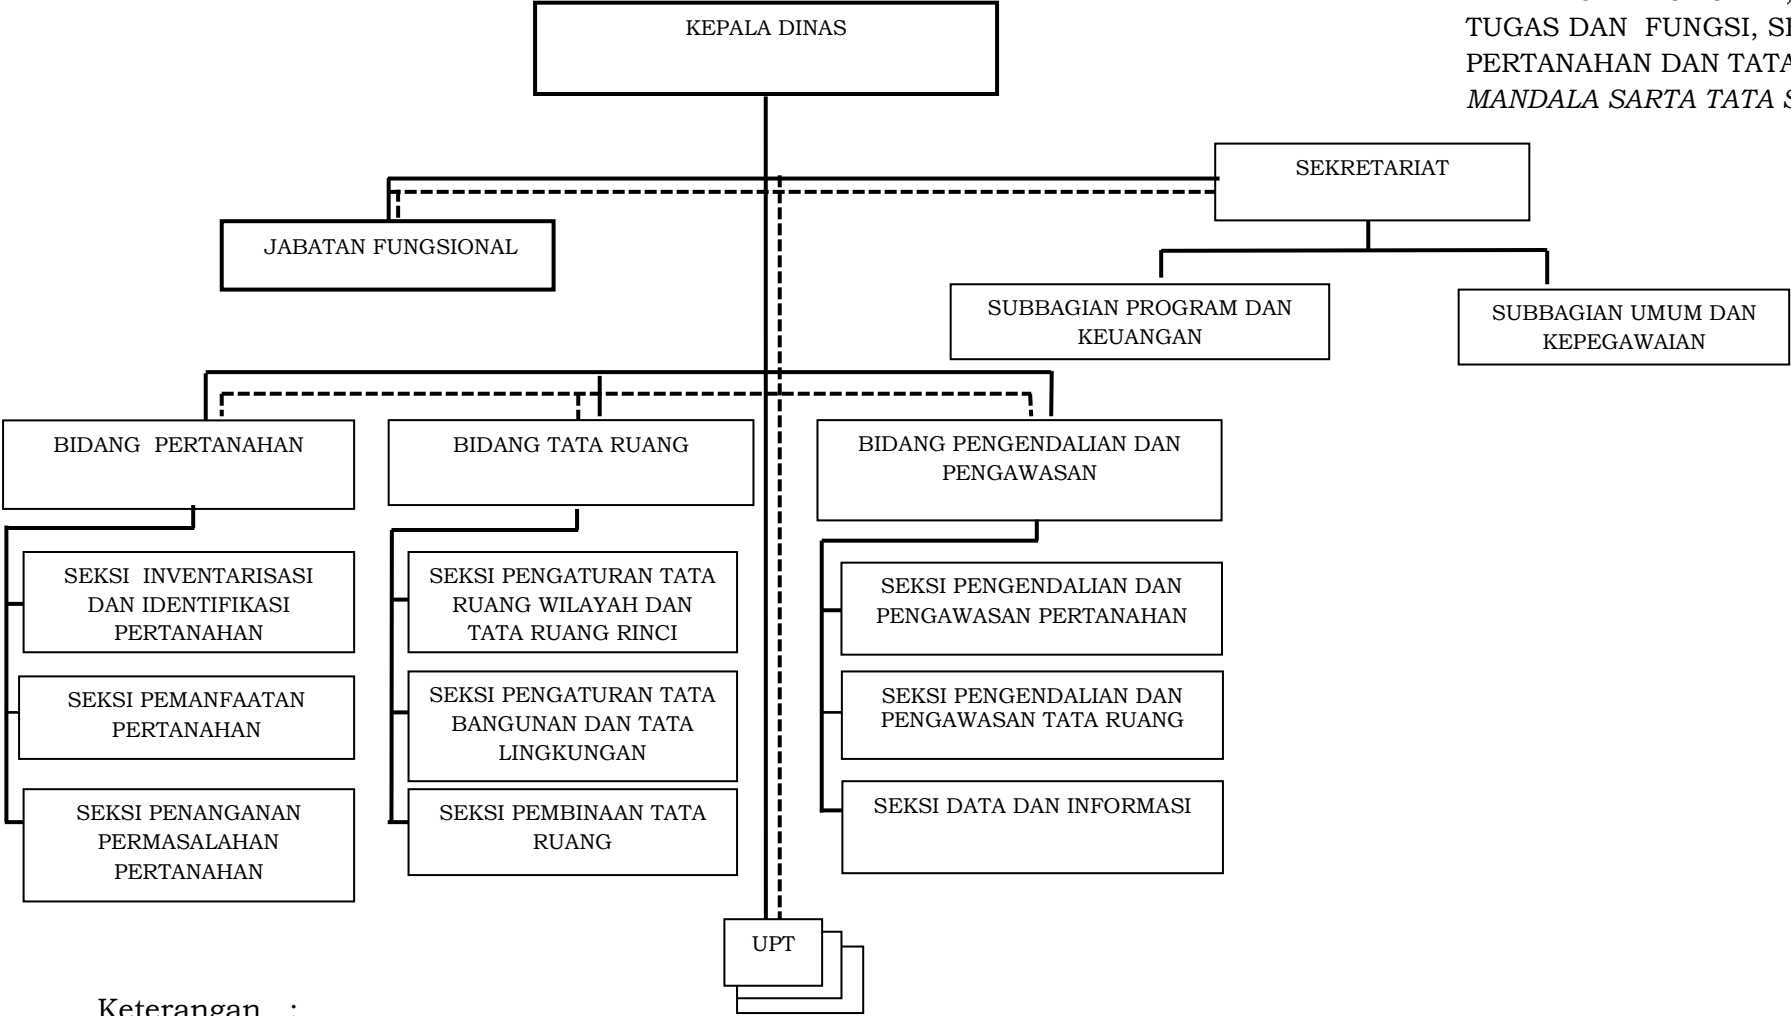 KEPALA DINAS
TUGAS DAN FUNGSI,
PERTANAHAN DAN
MANDALA SARTA TATA
SEKRETARIAT
JABATAN FUNGSIONAL
SUBBAGIAN PROGRAM DAN
KEUANGAN
SUBBAGIAN UMUM DAN
KEPEGAWAIAN
BIDANG PERTANAHAN
BIDANG TATA RUANG
BIDANG PENGENDALIAN DAN
PENGAWASAN
SEKSI INVENTARISASI
DAN IDENTIFIKASI
PERTANAHAN
SEKSI PEMANFAATAN
PERTANAHAN
SEKSI PENANGANAN
PERMASALAHAN
PERTANAHAN
SEKSI PENGATURAN TATA
RUANG WILAYAH DAN
TATA RUANG RINCI
SEKSI PENGATURAN TATA
BANGUNAN DAN TATA
LINGKUNGAN
SEKSI PEMBINAAN TATA
RUANG
SEKSI PENGENDALIAN DAN
PENGAWASAN PERTANAHAN
SEKSI PENGENDALIAN DAN
PENGAWASAN TATA RUANG
SEKSI DATA DAN INFORMASI
UPT
Keterangan :